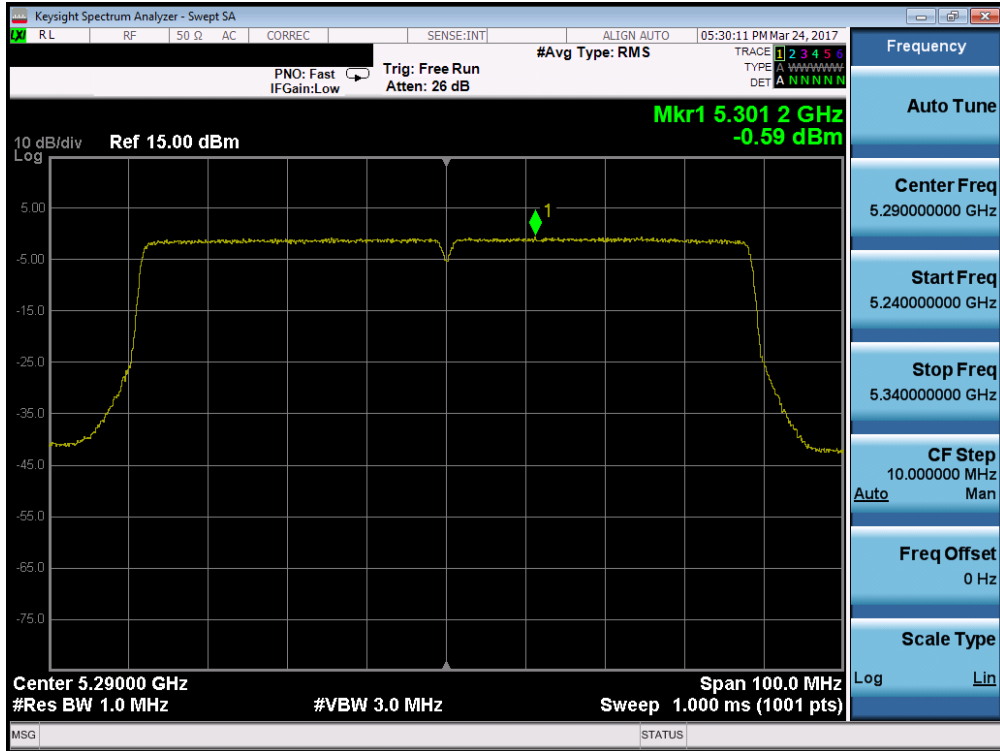 Keysight Spectrum Analyzer - Swept SA
LXI RL RF 50 Ω AC CORREC SENSE:INT ALIGN AUTO 05:30:11 PM Mar 24, 2017
#Avg Type: RMS
TRACE 1 2 3 4 5 6
TYPE A WWWWW
DET A N N N N N
PNO: Fast
IFGain:Low
Trig: Free Run
Atten: 26 dB
Mkr1 5.301 2 GHz
-0.59 dBm
10 dB/div Ref 15.00 dBm
Log
5.00
-5.00
-15.0
-25.0
-35.0
-45.0
-55.0
-65.0
-75.0
1
Center 5.29000 GHz
Span 100.0 MHz
#Res BW 1.0 MHz
#VBW 3.0 MHz
Sweep 1.000 ms (1001 pts)
MSG
STATUS
Frequency
Auto Tune
Center Freq
5.290000000 GHz
Start Freq
5.240000000 GHz
Stop Freq
5.340000000 GHz
CF Step
10.000000 MHz
Auto Man
Freq Offset
0 Hz
Scale Type
Log Lin